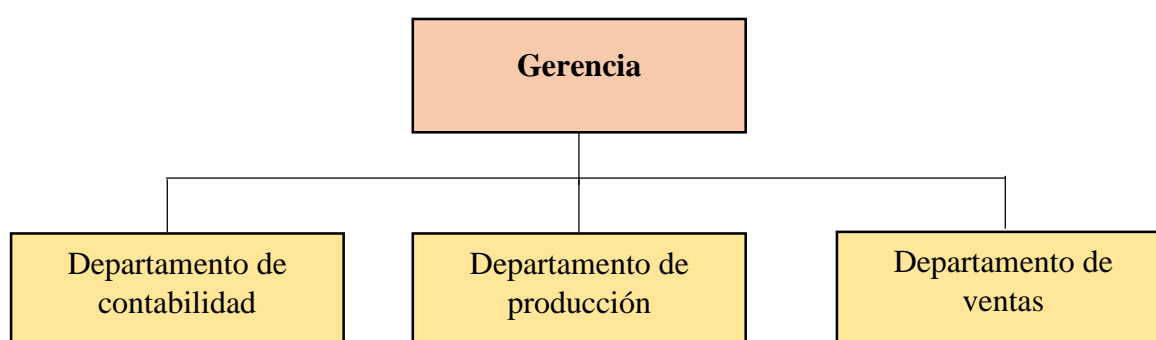 Gerencia
Departamento de
contabilidad
Departamento de
producción
Departamento de
ventas